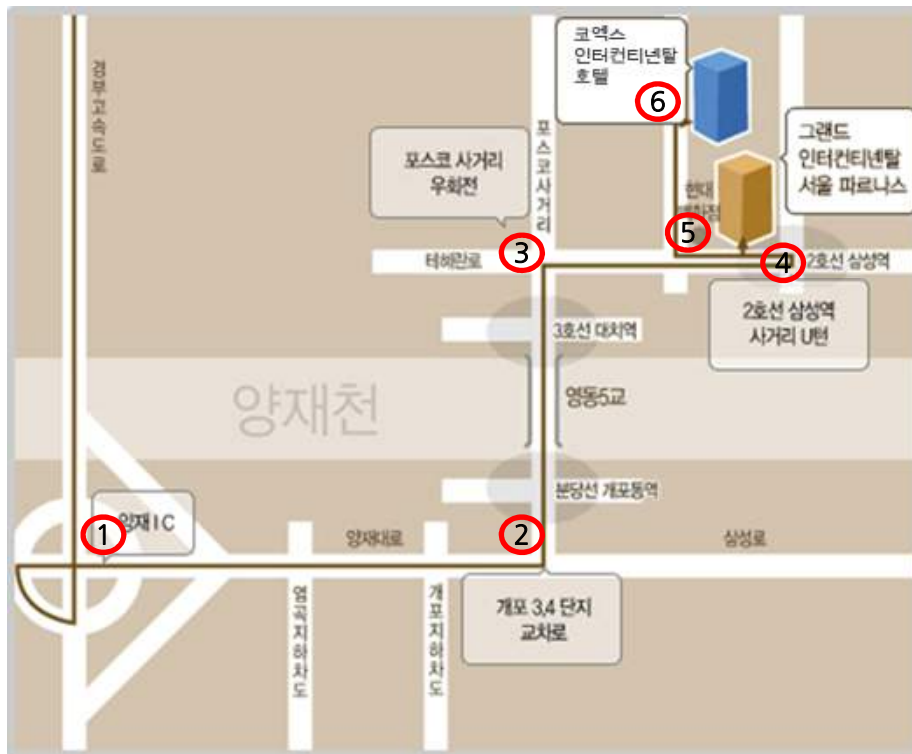 경부고속도로
코엑스
인터컨티넨탈
호텔
6
포스코사거리
그랜드
인터컨티넨탈
서울 파르나스
포스코 사거리
우회전
현대
백화점
5
3
테헤란로
4
2호선 삼성역
2호선 삼성역
사거리 U턴
3호선 대치역
양재천
영동5교
분당선 개포동역
1
양재 I C
양재대로
2
삼성로
염곡지하차도
개포지하차도
개포 3,4 단지
교차로